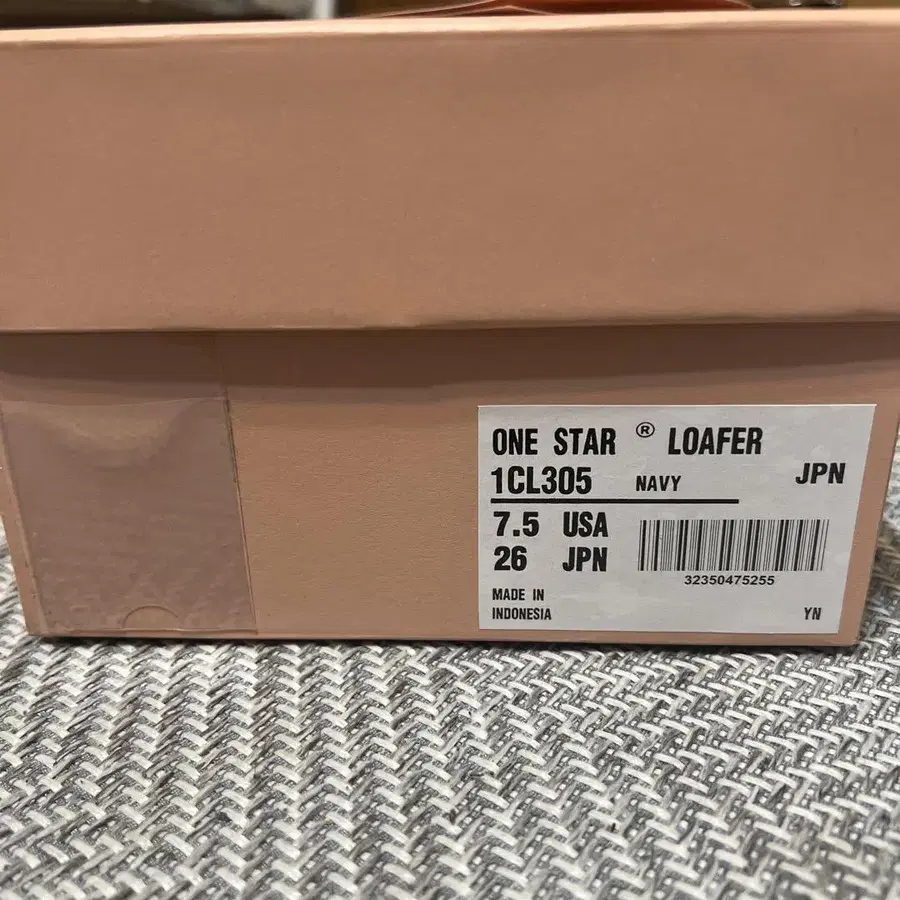 ONE STAR ® LOAFER
1CL305 NAVY JPN
7.5 USA
26 JPN
32350475255
MADE IN
INDONESIA YN